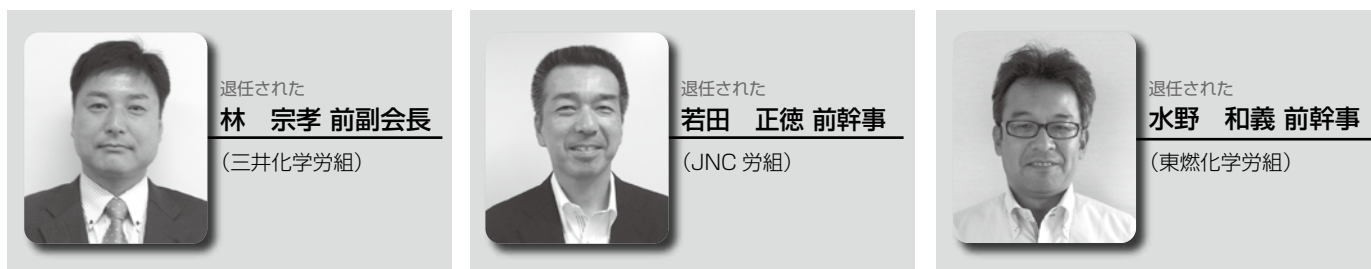 退任された
林　宗孝 前副会長
（三井化学労組）
退任された
若田　正徳 前幹事
（JNC 労組）
退任された
水野　和義 前幹事
（東燃化学労組）